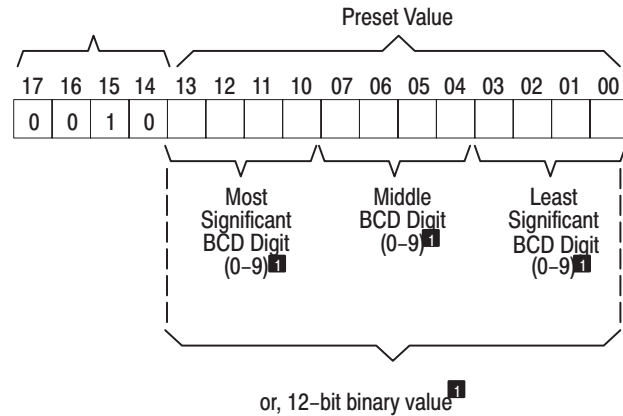 Preset Value
17 16 15 14 13 12 11 10 07 06 05 04 03 02 01 00
0 0 1 0
Most
Significant
BCD Digit
(0–9) 1
Middle
BCD Digit
(0–9) 1
Least
Significant
BCD Digit
(0–9) 1
or, 12–bit binary value 1